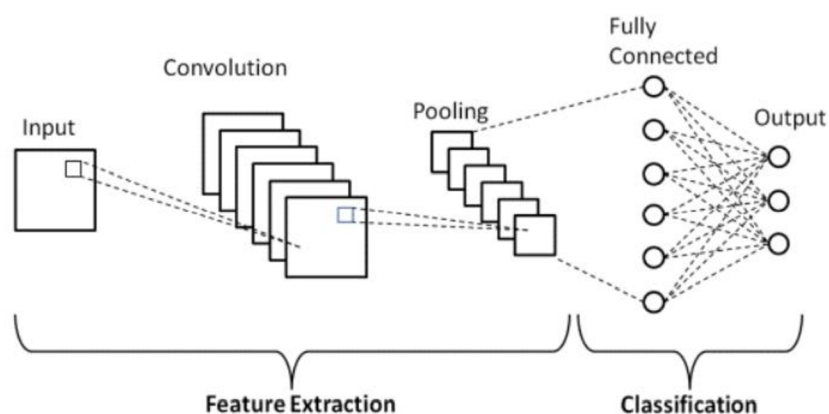 Fully
Connected
Convolution
Pooling
Input
Output
Feature Extraction
Classification